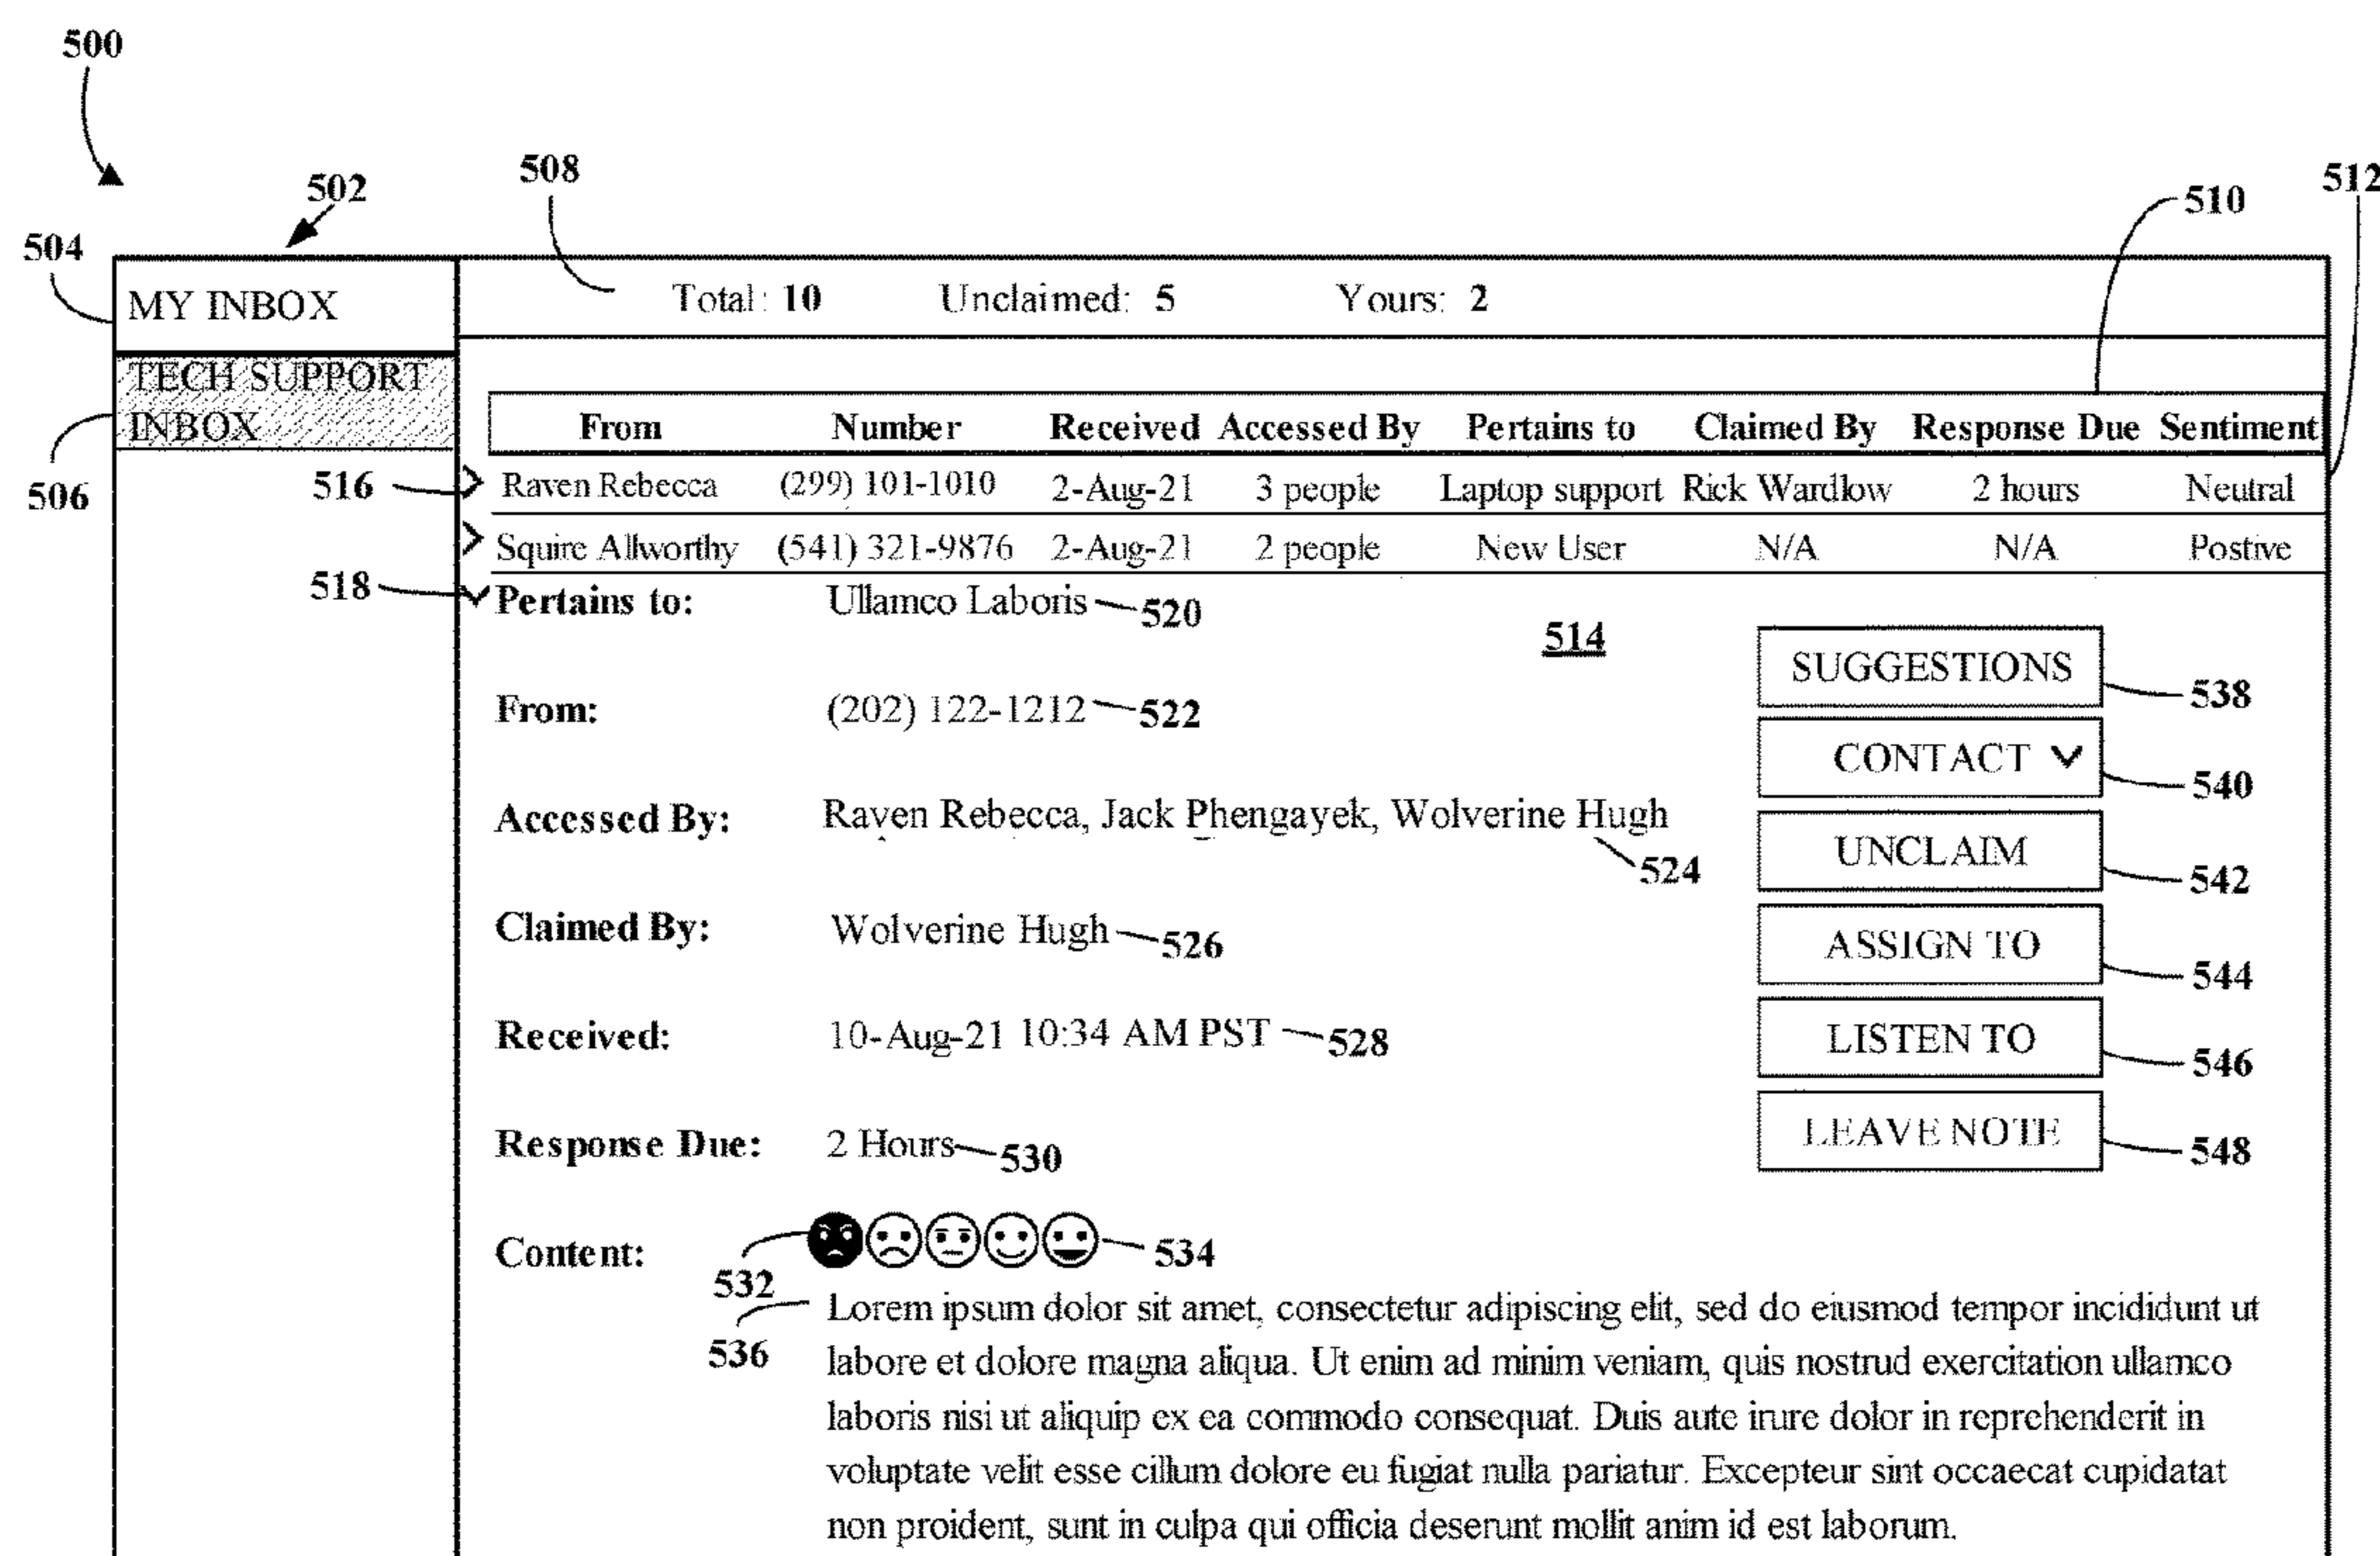 500
502
508
510
512
504
MY INBOX
Total: 10 Unclaimed: 5 Yours: 2
TECH SUPPORT
INBOX
506
From Number Received Accessed By Pertains to Claimed By Response Due Sentiment
516
Raven Rebecca (299) 101-1010 2-Aug-21 3 people Laptop support Rick Wardlow 2 hours Neutral
Squire Allworthy (541) 321-9876 2-Aug-21 2 people New User N/A N/A Postive
518
Pertains to: Ullamco Laboris 520
514
SUGGESTIONS 538
From: (202) 122-1212 522
CONTACT 540
Accessed By: Raven Rebecca, Jack Phengayek, Wolverine Hugh
524
UNCLAIM 542
Claimed By: Wolverine Hugh 526
ASSIGN TO 544
Received: 10-Aug-21 10:34 AM PST 528
LISTEN TO 546
Response Due: 2 Hours 530
LEAVE NOTE 548
Content:
532
534
536
Lorem ipsum dolor sit amet, consectetur adipiscing elit, sed do eiusmod tempor incididunt ut
labore et dolore magna aliqua. Ut enim ad minim veniam, quis nostrud exercitation ullamco
laboris nisi ut aliquip ex ea commodo consequat. Duis aute irure dolor in reprehenderit in
voluptate velit esse cillum dolore eu fugiat nulla pariatur. Excepteur sint occaecat cupidatat
non proident, sunt in culpa qui officia deserunt mollit anim id est laborum.